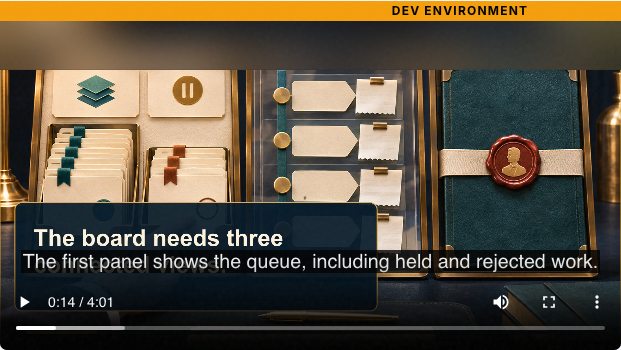 DEV ENVIRONMENT
The board needs three
The first panel shows the queue, including held and rejected work.
0:14 / 4:01